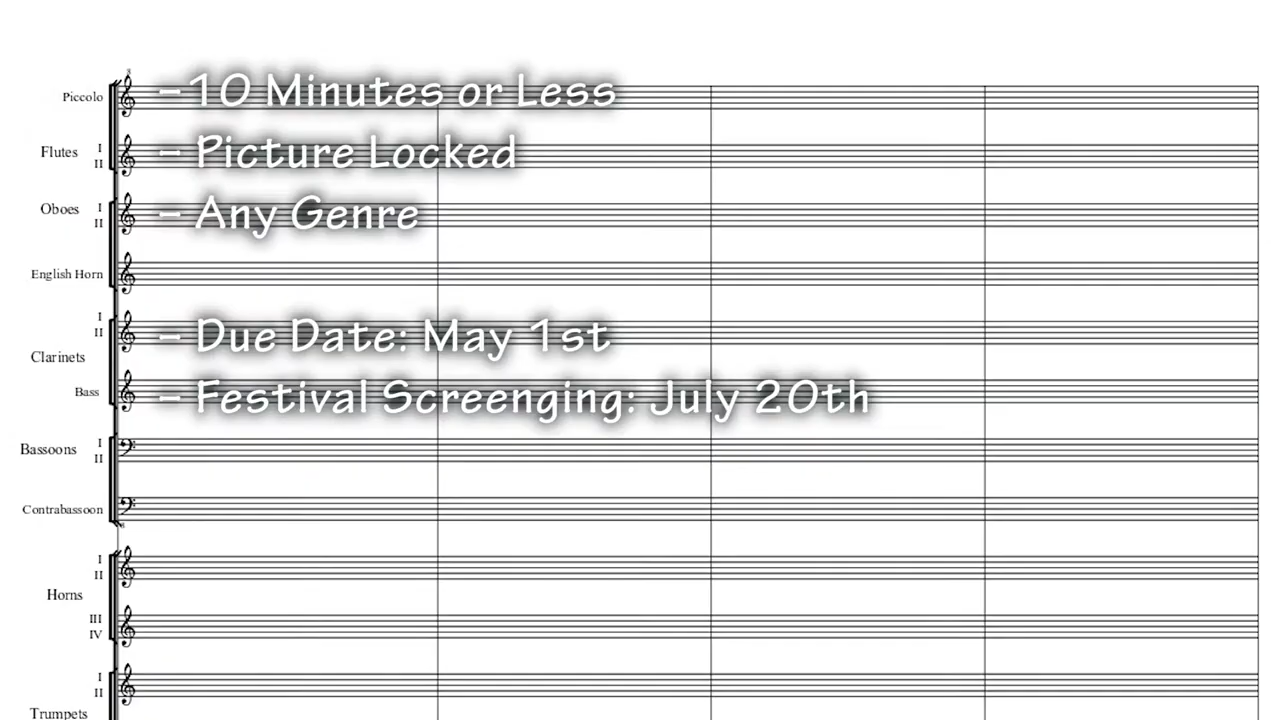 Piccolo
– 10 Minutes or Less
Flutes I II
– Picture Locked
Oboes I II
– Any Genre
English Horn
Clarinets I II
– Due Date: May 1st
Bass
– Festival Screenging: July 20th
Bassoons I II
Contrabassoon
Horns I II
III IV
Trumpets I II